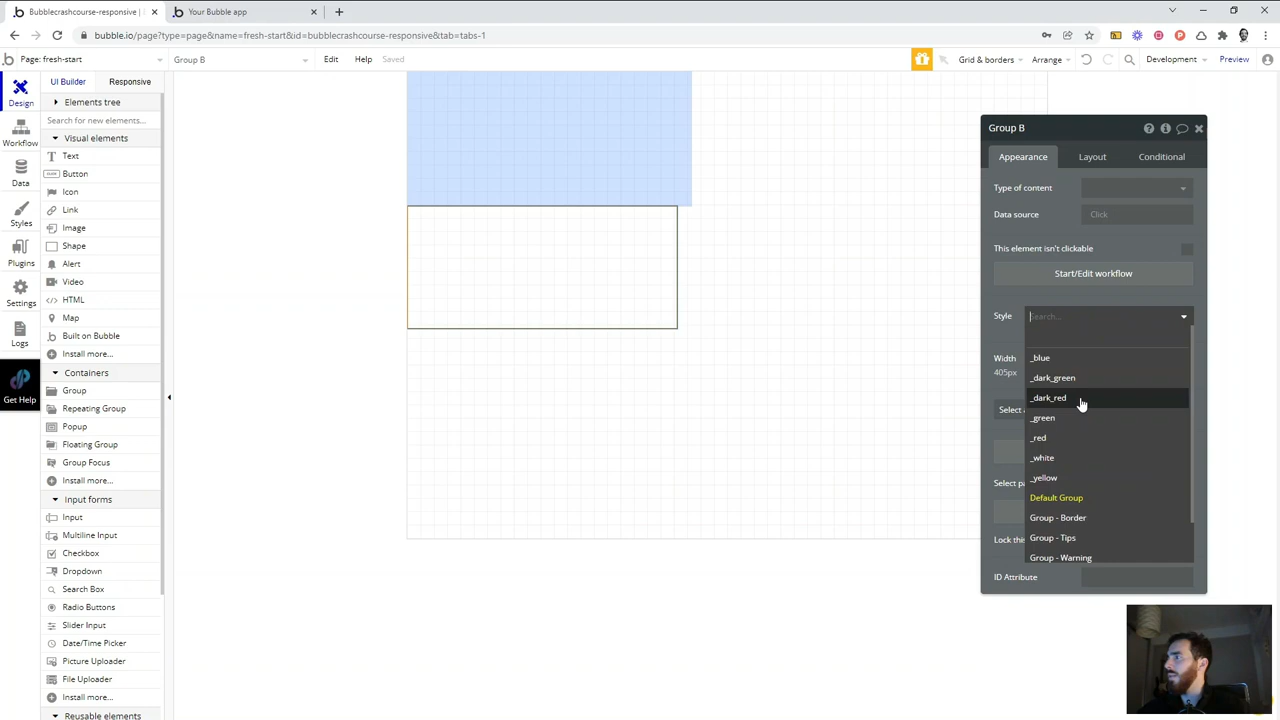 Bubblecrashcourse-responsive |
Your Bubble app
bubble.io/page?type=page&name=fresh-start&id=bubblecrashcourse-responsive&tab=tabs-1
Page: fresh-start
Group B
Edit
Help
Saved
Grid & borders
Arrange
Development
Preview
Design
Workflow
Data
Styles
Plugins
Settings
Logs
Get Help
UI Builder
Responsive
Elements tree
Search for new elements...
Visual elements
Text
CLICK
Button
Icon
Link
Image
Shape
Alert
Video
HTML
Map
Built on Bubble
Install more...
Containers
Group
Repeating Group
Popup
Floating Group
Group Focus
Install more...
Input forms
Input
Multiline Input
Checkbox
Dropdown
Search Box
Radio Buttons
Slider Input
Date/Time Picker
Picture Uploader
File Uploader
Install more...
Reusable elements
Group B
Appearance
Layout
Conditional
Type of content
Data source
Click
This element isn't clickable
Start/Edit workflow
Style
Search...
Width
405px
Select
Select pa
Lock this
ID Attribute
_blue
_dark_green
_dark_red
_green
_red
_white
_yellow
Default Group
Group - Border
Group - Tips
Group - Warning